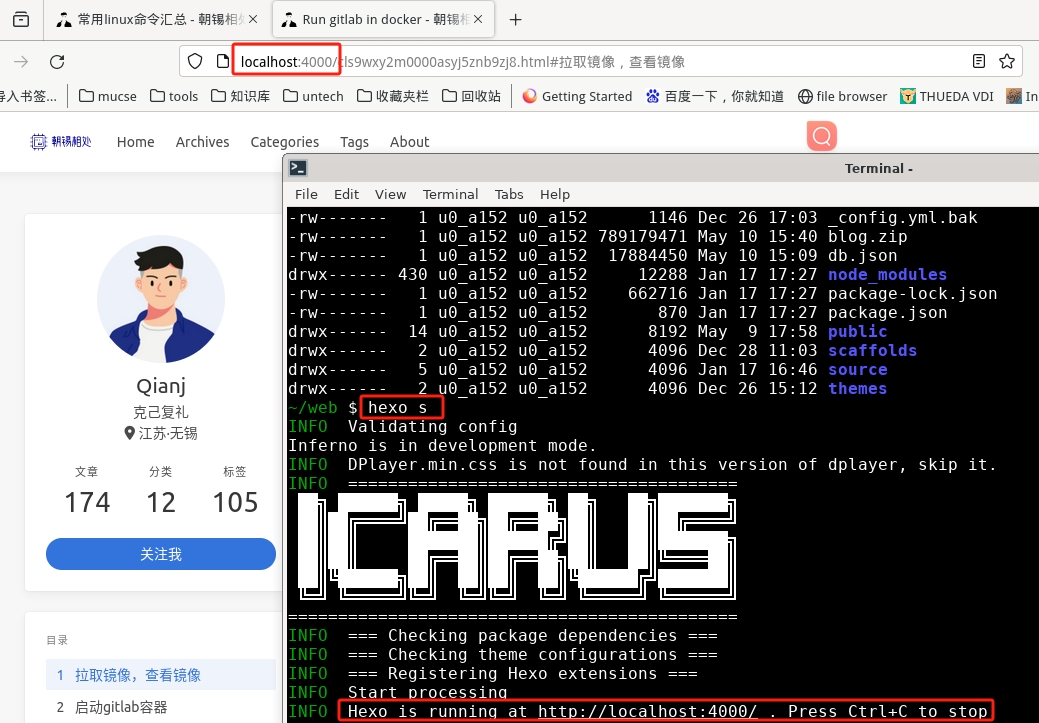 常用linux命令汇总 - 朝锡相处
Run gitlab in docker - 朝锡相
localhost:4000/cls9wxy2m0000asyj5znb9zj8.html#拉取镜像，查看镜像
导入书签... mucse tools 知识库 untech 收藏夹栏 回收站 Getting Started 百度一下，你就知道 file browser THUEDA VDI In
朝锡相处 Home Archives Categories Tags About
Terminal -
File Edit View Terminal Tabs Help
-rw------- 1 u0_a152 u0_a152 1146 Dec 26 17:03 _config.yml.bak
-rw------- 1 u0_a152 u0_a152 789179471 May 10 15:40 blog.zip
-rw------- 1 u0_a152 u0_a152 17884450 May 10 15:09 db.json
drwx------ 430 u0_a152 u0_a152 12288 Jan 17 17:27 node_modules
-rw------- 1 u0_a152 u0_a152 662716 Jan 17 17:27 package-lock.json
-rw------- 1 u0_a152 u0_a152 870 Jan 17 17:27 package.json
drwx------ 14 u0_a152 u0_a152 8192 May 9 17:58 public
drwx------ 2 u0_a152 u0_a152 4096 Dec 28 11:03 scaffolds
drwx------ 5 u0_a152 u0_a152 4096 Jan 17 16:46 source
drwx------ 2 u0_a152 u0_a152 4096 Dec 26 15:12 themes
~/web $ hexo s
INFO Validating config
Inferno is in development mode.
INFO DPlayer.min.css is not found in this version of dplayer, skip it.
INFO =======================================
ICARUS
=============================================
INFO === Checking package dependencies ===
INFO === Checking theme configurations ===
INFO === Registering Hexo extensions ===
INFO Start processing
INFO Hexo is running at http://localhost:4000/ . Press Ctrl+C to stop
Qianj
克己复礼
江苏·无锡
文章 分类 标签
174 12 105
关注我
目录
1 拉取镜像，查看镜像
2 启动gitlab容器